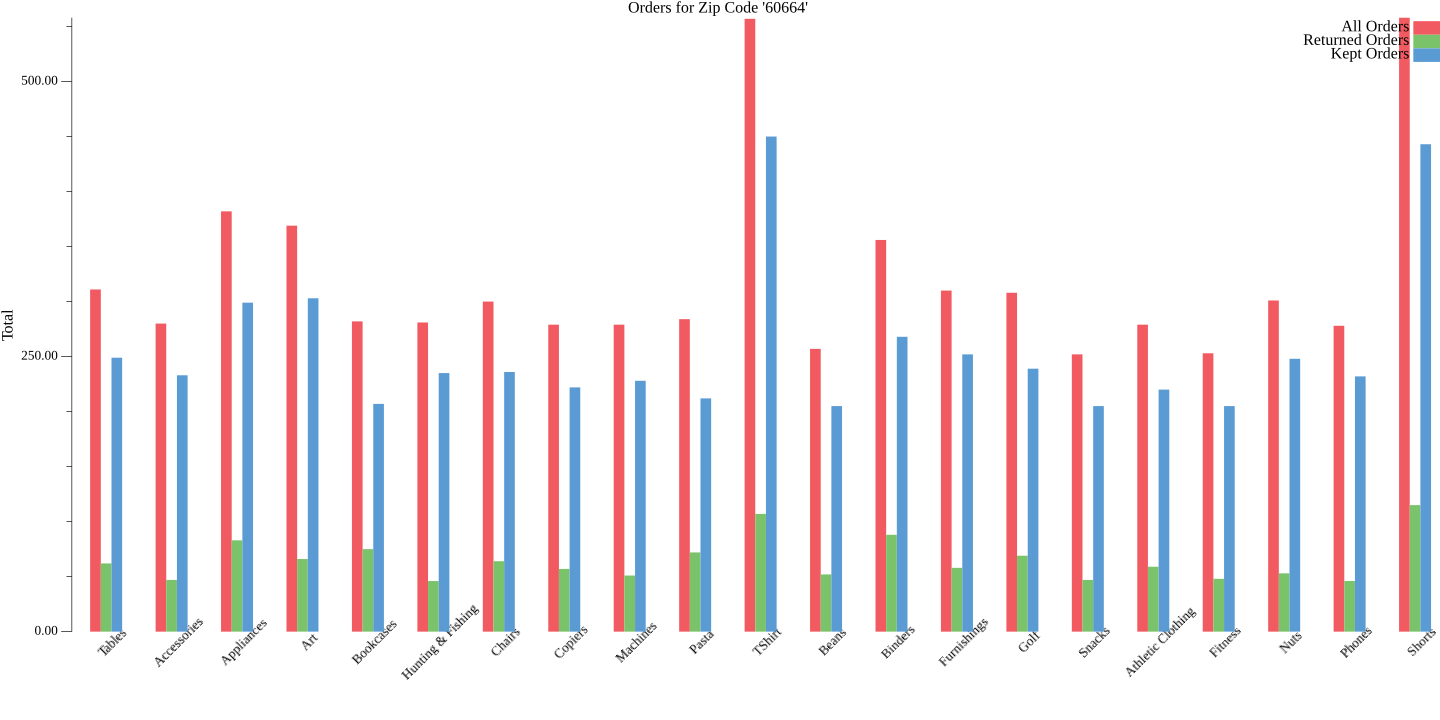 Orders for Zip Code '60664'
All Orders
Returned Orders
Kept Orders
Total
500.00
250.00
0.00
Tables
Accessories
Appliances
Art
Bookcases
Hunting & Fishing
Chairs
Copiers
Machines
Pasta
TShirt
Beans
Binders
Furnishings
Golf
Snacks
Athletic Clothing
Fitness
Nuts
Phones
Shorts